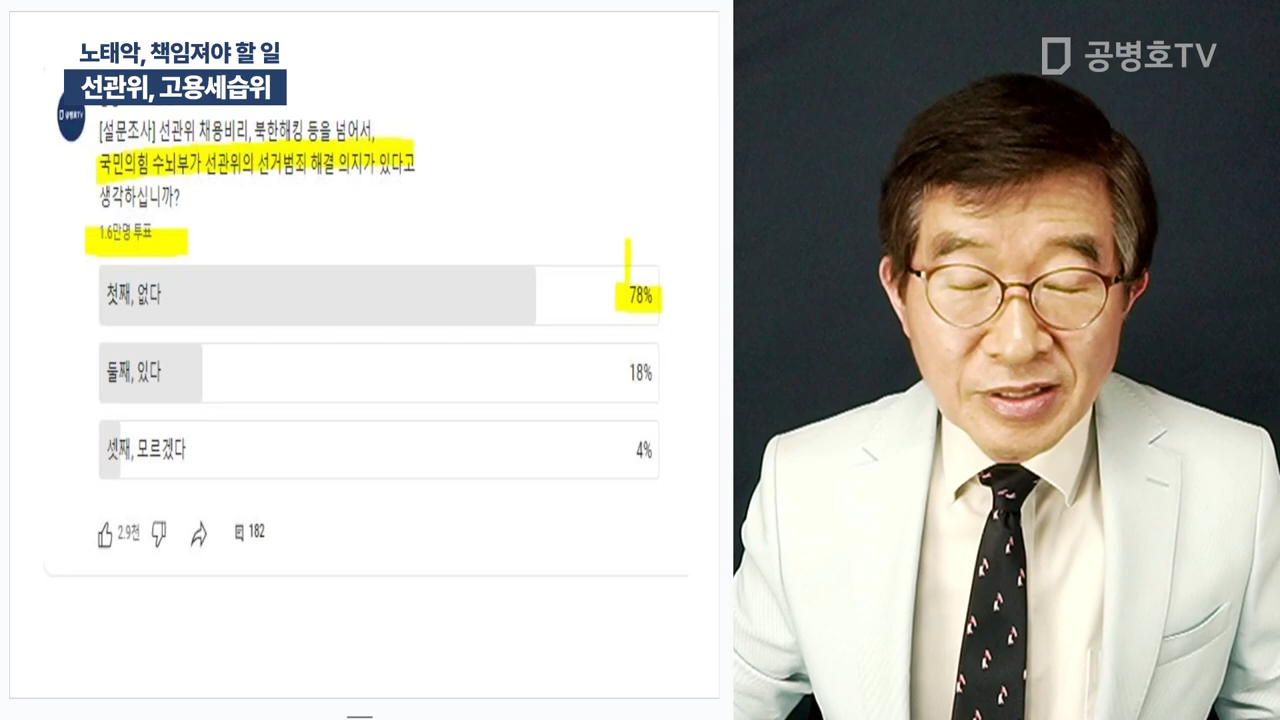 노태악, 책임져야 할 일
선관위, 고용세습위
공병호TV
공병호TV
[설문조사] 선관위 채용비리, 북한해킹 등을 넘어서,
국민의힘 수뇌부가 선관위의 선거범죄 해결 의지가 있다고
생각하십니까?
1.6만명 투표
첫째, 없다 78%
둘째, 있다 18%
셋째, 모르겠다 4%
2.9천 182